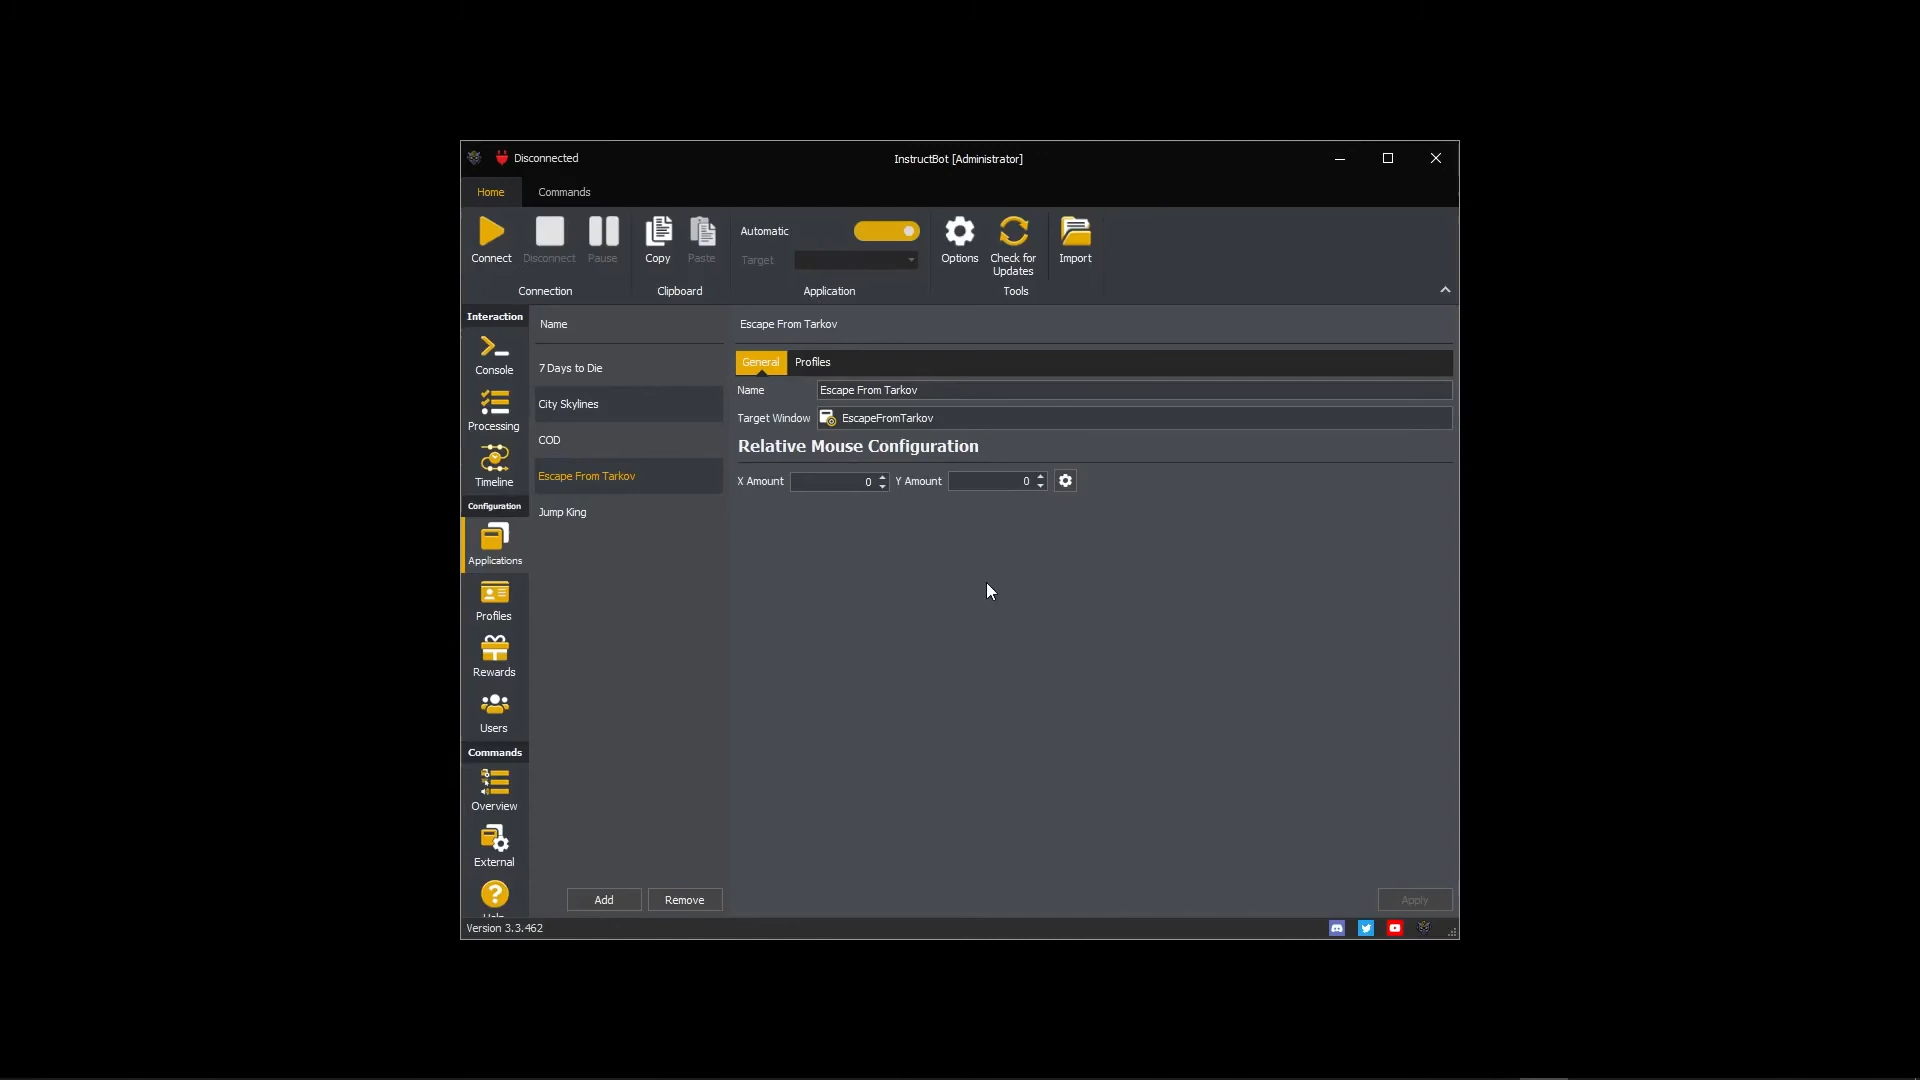 Disconnected
InstructBot [Administrator]
Home
Commands
Connect
Disconnect
Pause
Connection
Copy
Paste
Clipboard
Automatic
Target
Application
Options
Check for
Updates
Tools
Import
Interaction
Console
Processing
Timeline
Configuration
Applications
Profiles
Rewards
Users
Commands
Overview
External
Help
Name
7 Days to Die
City Skylines
COD
Escape From Tarkov
Jump King
Add
Remove
Escape From Tarkov
General
Profiles
Name
Escape From Tarkov
Target Window
EscapeFromTarkov
Relative Mouse Configuration
X Amount
0
Y Amount
0
Apply
Version 3.3.462